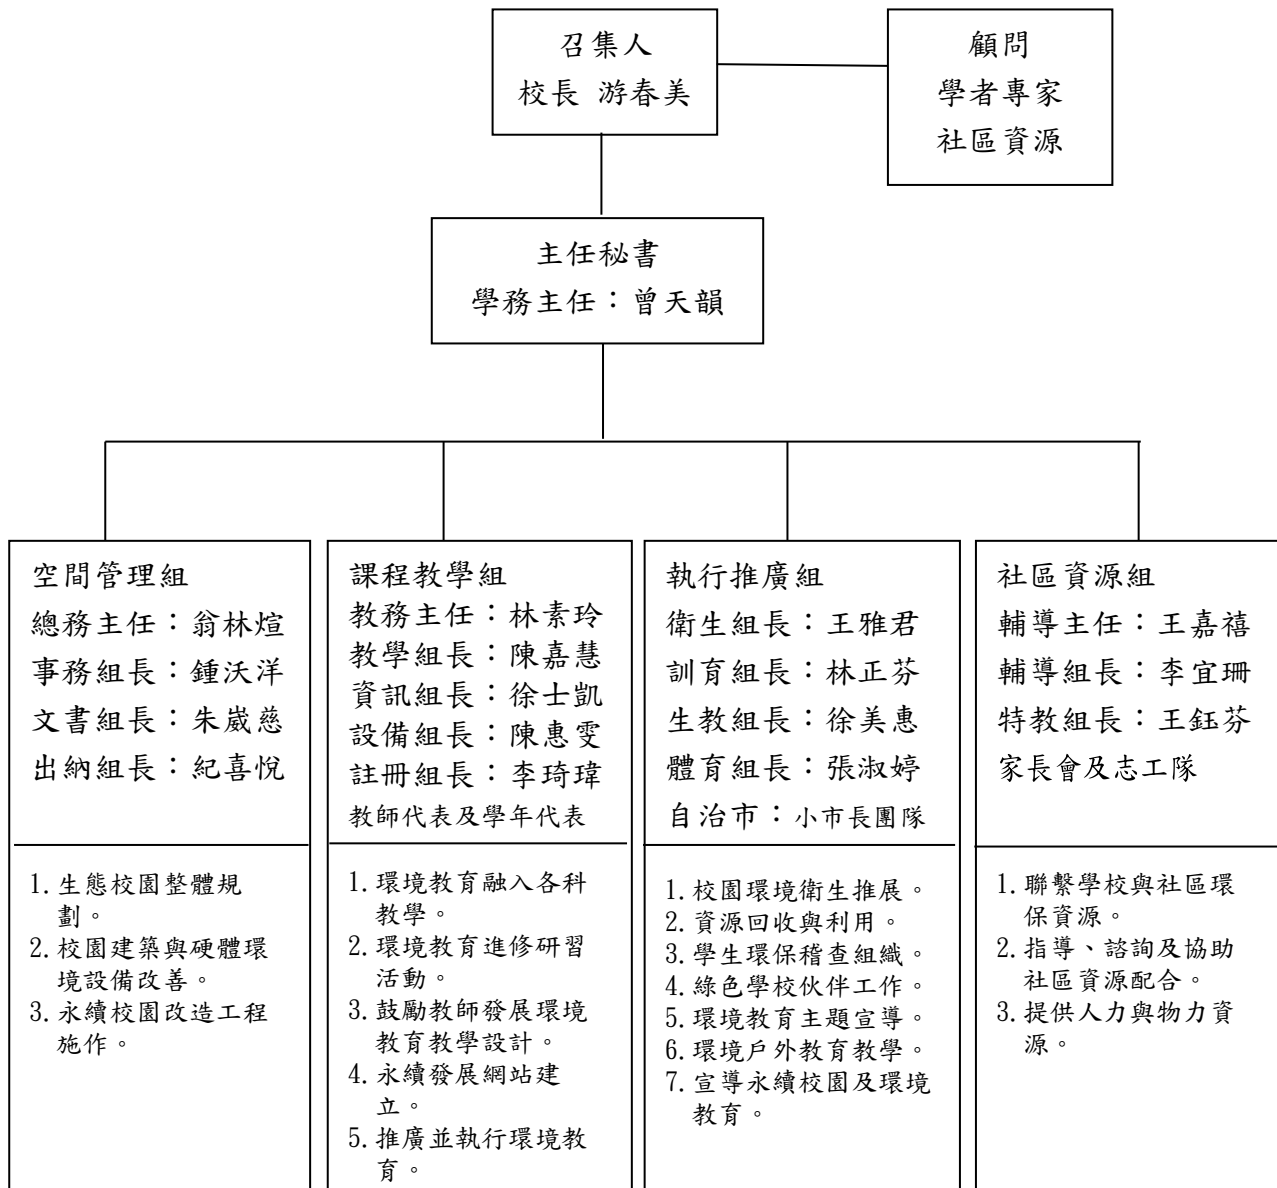 召集人
校長 游春美
顧問
學者專家
社區資源
主任秘書
學務主任：曾天韻
空間管理組
總務主任：翁林煊
事務組長：鍾沃洋
文書組長：朱崴慈
出納組長：紀喜悅
1.生態校園整體規
劃。
2.校園建築與硬體環
境設備改善。
3.永續校園改造工程
施作。
課程教學組
教務主任：林素玲
教學組長：陳嘉慧
資訊組長：徐士凱
設備組長：陳惠雯
註冊組長：李琦瑋
教師代表及學年代表
1.環境教育融入各科
教學。
2.環境教育進修研習
活動。
3.鼓勵教師發展環境
教育教學設計。
4.永續發展網站建
立。
5.推廣並執行環境教
育。
執行推廣組
衛生組長：王雅君
訓育組長：林正芬
生教組長：徐美惠
體育組長：張淑婷
自治市：小市長團隊
1.校園環境衛生推展。
2.資源回收與利用。
3.學生環保稽查組織。
4.綠色學校伙伴工作。
5.環境教育主題宣導。
6.環境戶外教育教學。
7.宣導永續校園及環境
教育。
社區資源組
輔導主任：王嘉禧
輔導組長：李宜珊
特教組長：王鈺芬
家長會及志工隊
1.聯繫學校與社區環
保資源。
2.指導、諮詢及協助
社區資源配合。
3.提供人力與物力資
源。